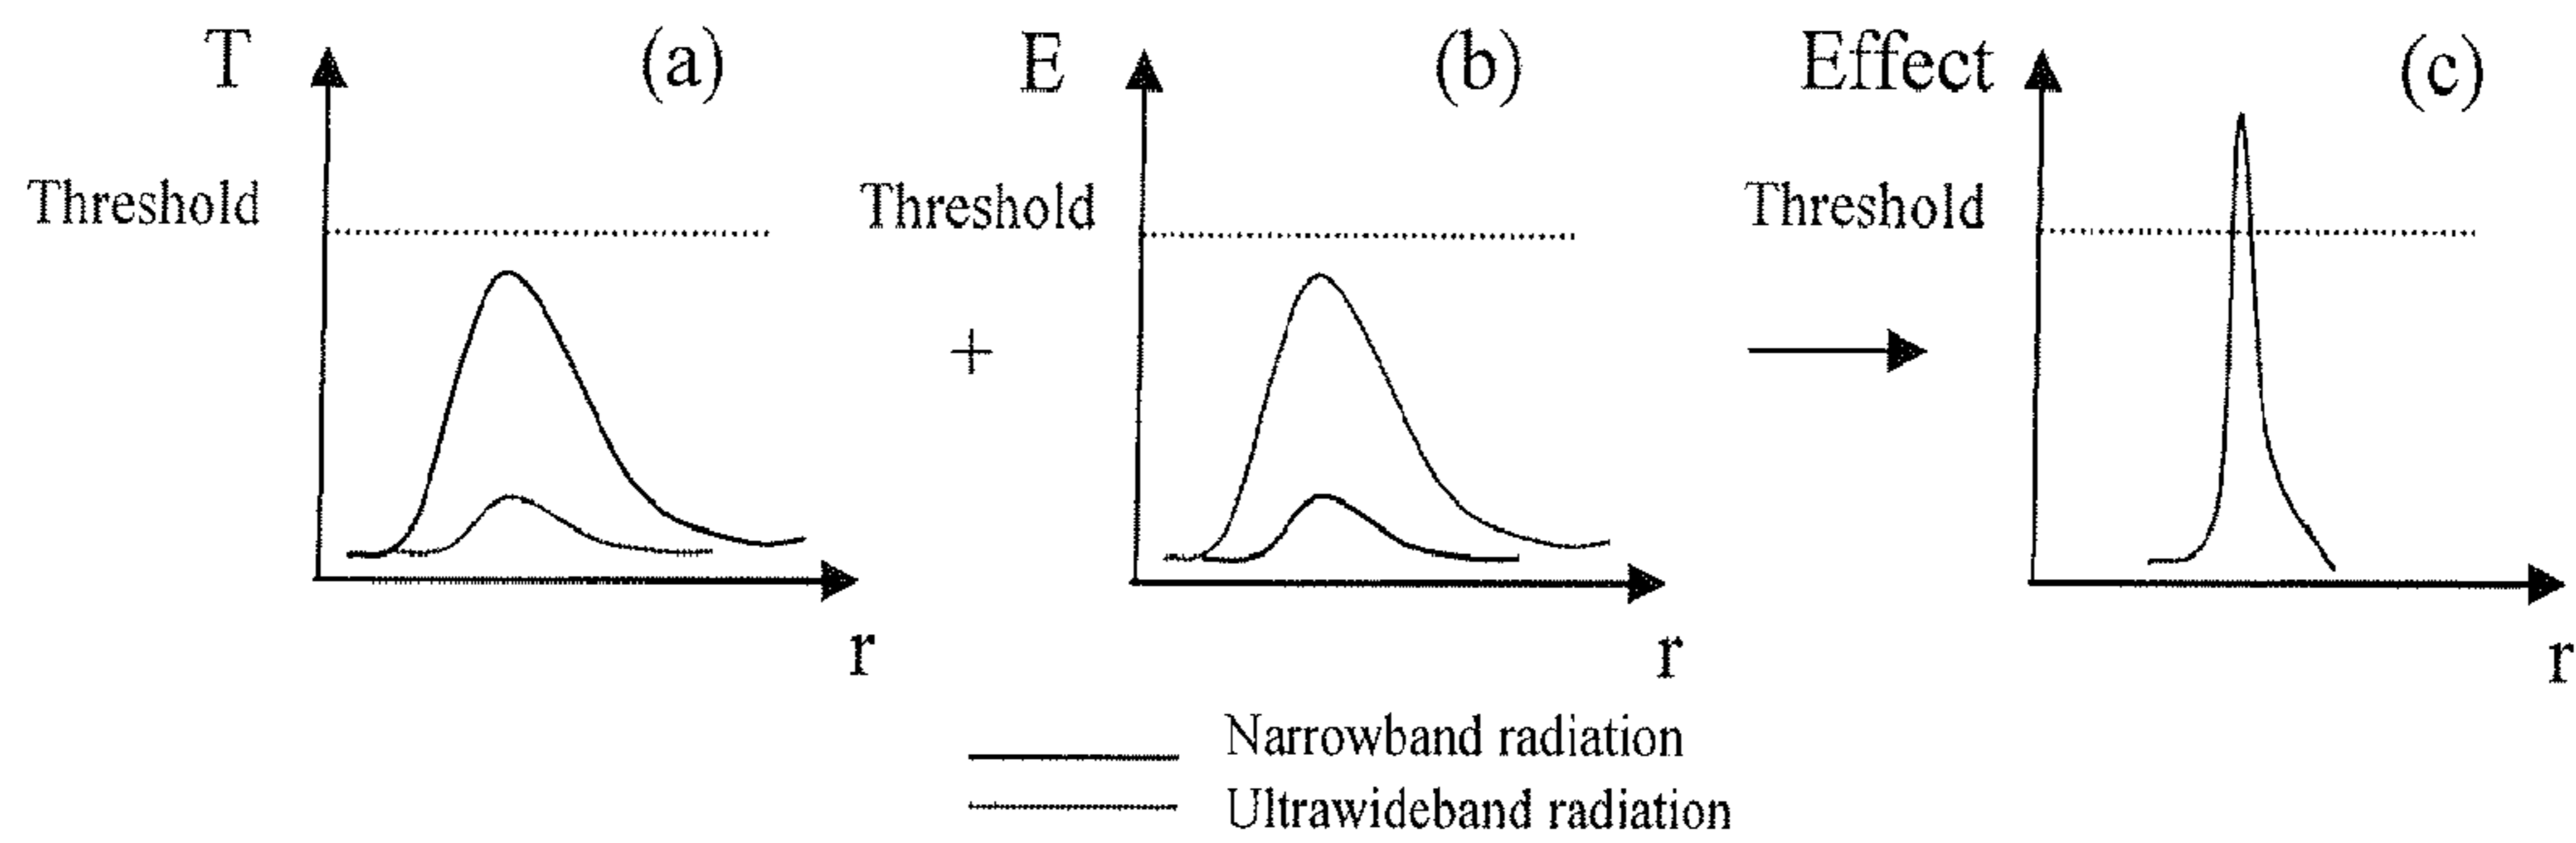 T (a) E (b) Effect (c)
Threshold Threshold Threshold
+
r r r
Narrowband radiation
Ultrawideband radiation